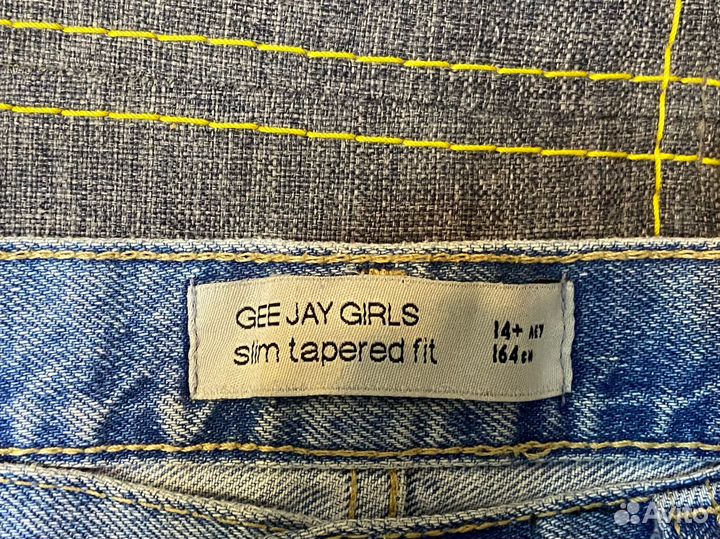 GEE JAY GIRLS
slim tapered fit
14+ лет
164 см
Avito